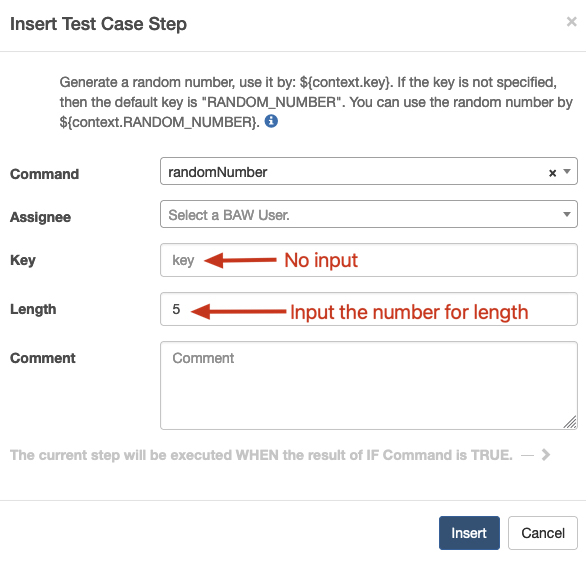 Insert Test Case Step ×
Generate a random number, use it by: ${context.key}. If the key is not specified,
then the default key is "RANDOM_NUMBER". You can use the random number by
${context.RANDOM_NUMBER}.
Command randomNumber ×
Assignee Select a BAW User.
Key key No input
Length 5 Input the number for length
Comment Comment
The current step will be executed WHEN the result of IF Command is TRUE. —
Insert Cancel